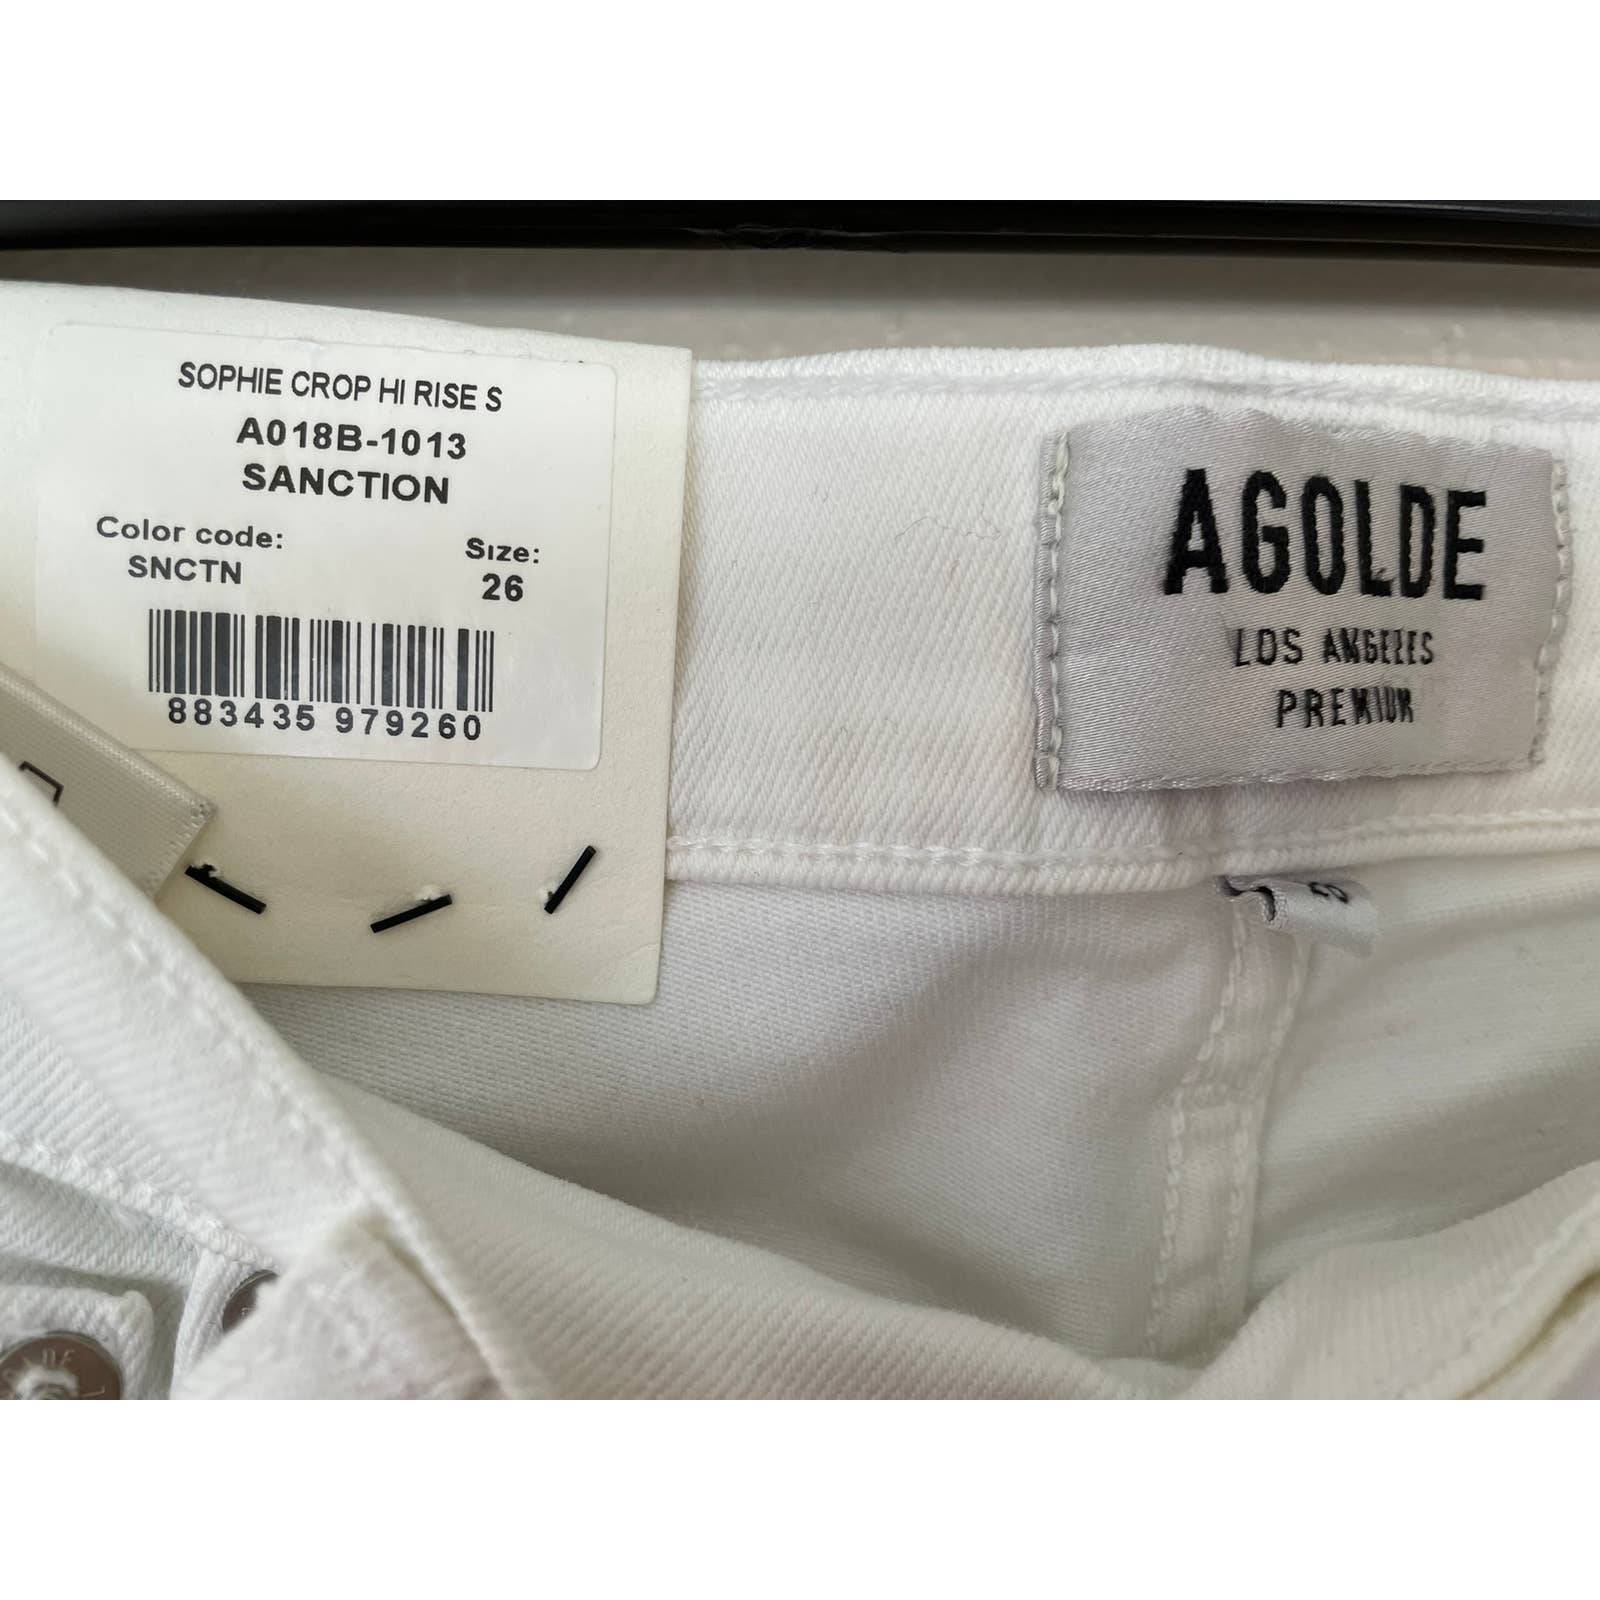 SOPHIE CROP HI RISE S
A018B-1013
SANCTION
Color code:
SNCTN
Size:
26
883435 979260
AGOLDE
LOS ANGELES
PREMIUM